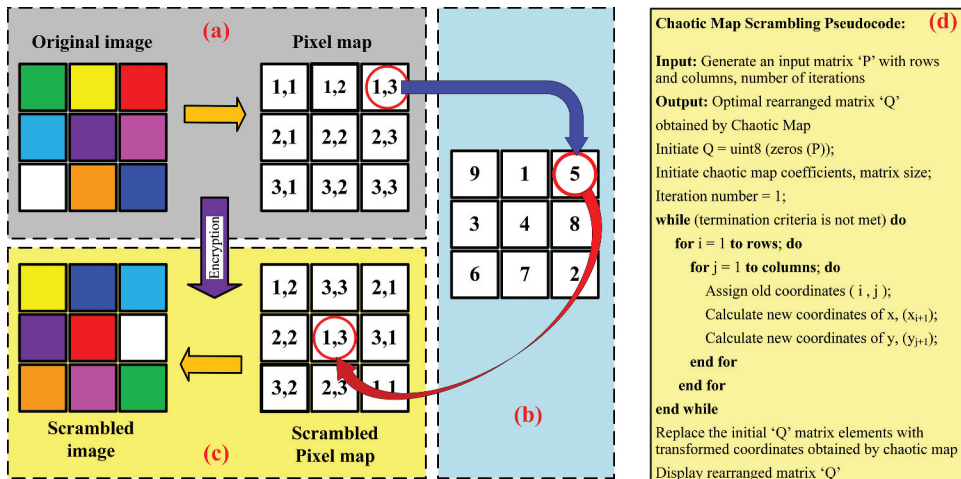 (a)
Original image
Pixel map
1,1 1,2 1,3
2,1 2,2 2,3
3,1 3,2 3,3
Encryption
1,2 3,3 2,1
2,2 1,3 3,1
3,2 2,3 1,1
Scrambled
image
(c)
Scrambled
Pixel map
9 1 5
3 4 8
6 7 2
(b)
Chaotic Map Scrambling Pseudocode:
(d)
Input: Generate an input matrix ‘P’ with rows
and columns, number of iterations
Output: Optimal rearranged matrix ‘Q’
obtained by Chaotic Map
Initiate Q = uint8 (zeros (P));
Initiate chaotic map coefficients, matrix size;
Iteration number = 1;
while (termination criteria is not met) do
for i = 1 to rows; do
for j = 1 to columns; do
Assign old coordinates ( i , j );
Calculate new coordinates of x, (xi+1);
Calculate new coordinates of y, (yj+1);
end for
end for
end while
Replace the initial ‘Q’ matrix elements with
transformed coordinates obtained by chaotic map
Display rearranged matrix ‘Q’